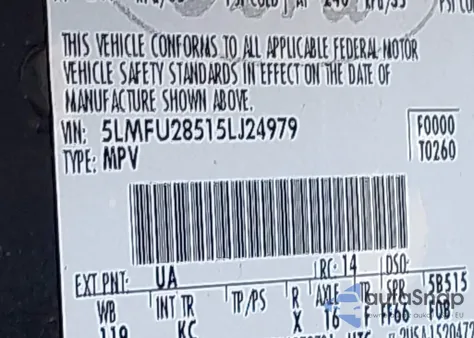 THIS VEHICLE CONFORMS TO ALL APPLICABLE FEDERAL MOTOR
VEHICLE SAFETY STANDARDS IN EFFECT ON THE DATE OF
MANUFACTURE SHOWN ABOVE.
VIN: 5LMFU28515LJ24979
F0000
TYPE: MPV
T0260
EXT PNT: UA RC: 14 DSO:
WB INT TR TP/PS R AXLE TR SPR 5B515
119 KC X 16 F FF66
autoSnap